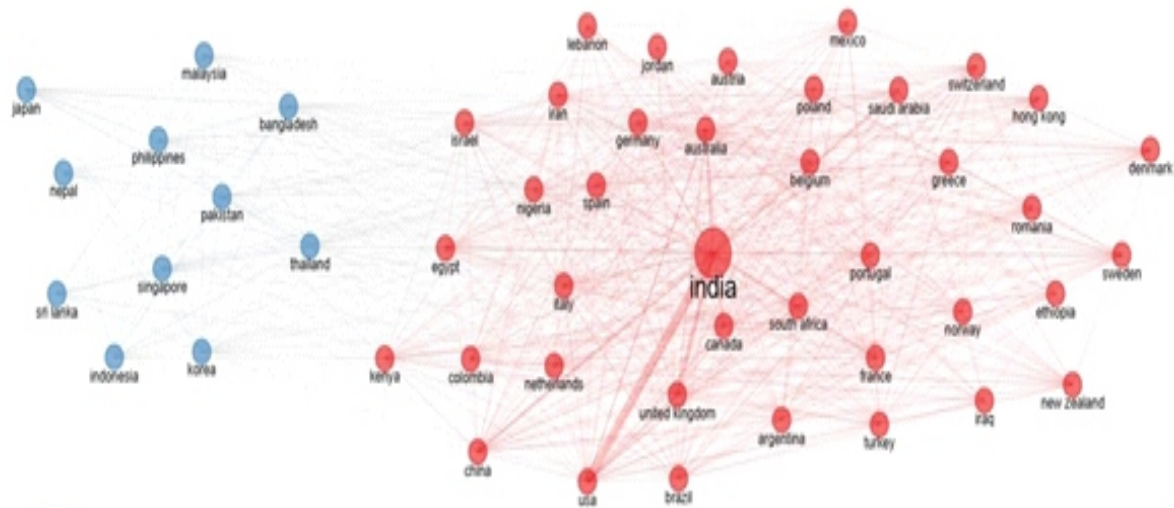 mexico
lebanon
jordan
malaysia
austria
switzerland
japan
poland
saudi arabia
hong kong
iran
bangladesh
israel
germany
australia
philippines
denmark
nepal
belgium
greece
pakistan
nigeria
spain
romania
thailand
egypt
india
portugal
sweden
singapore
sri lanka
italy
south africa
ethiopia
norway
canada
indonesia
korea
kenya
colombia
netherlands
france
united kingdom
new zealand
iraq
argentina
turkey
china
usa
brazil